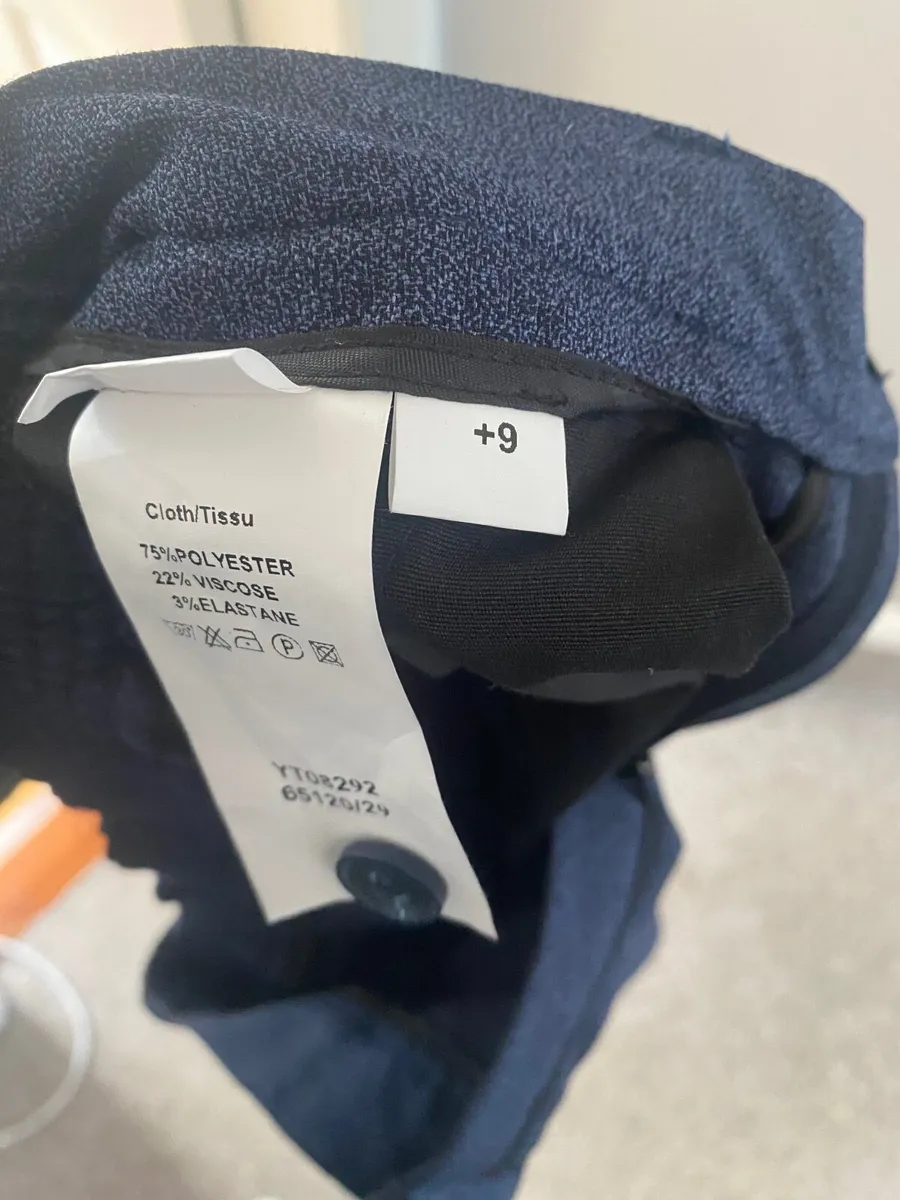 +9
Cloth/Tissu
75%POLYESTER
22% VISCOSE
3%ELASTANE
P
YT08292
65120/29